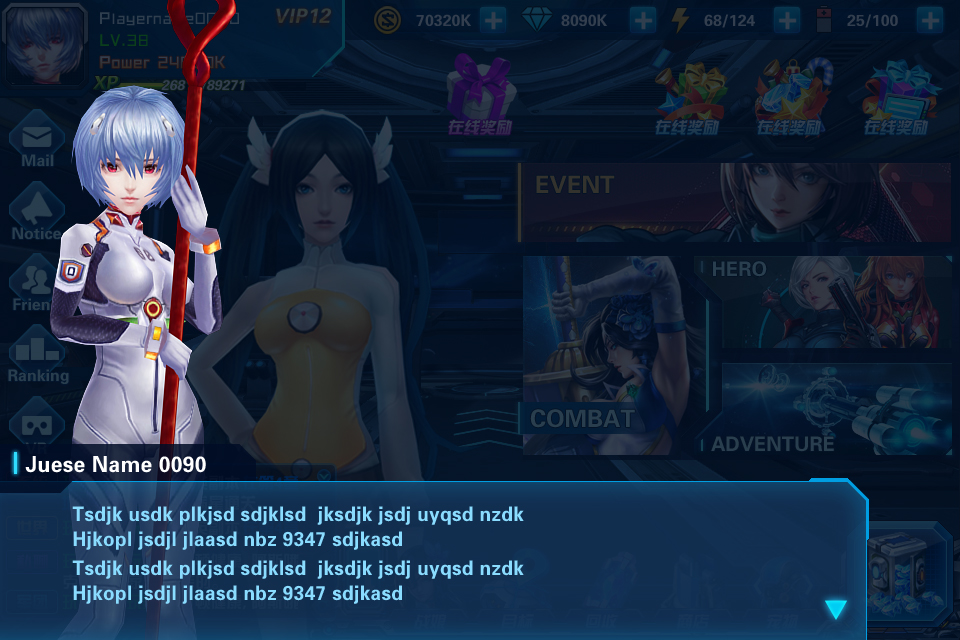 VIP12
70320K
8090K
68/124
25/100
LV.38
Power
XP
在线奖励
在线奖励
在线奖励
在线奖励
Mail
Notice
Ranking
EVENT
HERO
COMBAT
ADVENTURE
Juese Name 0090
Tsdjk usdk plkjsd sdjklsd jksdjk jsdj uyqsd nzdk
Hjkopl jsdjl jlaasd nbz 9347 sdjkasd
Tsdjk usdk plkjsd sdjklsd jksdjk jsdj uyqsd nzdk
Hjkopl jsdjl jlaasd nbz 9347 sdjkasd